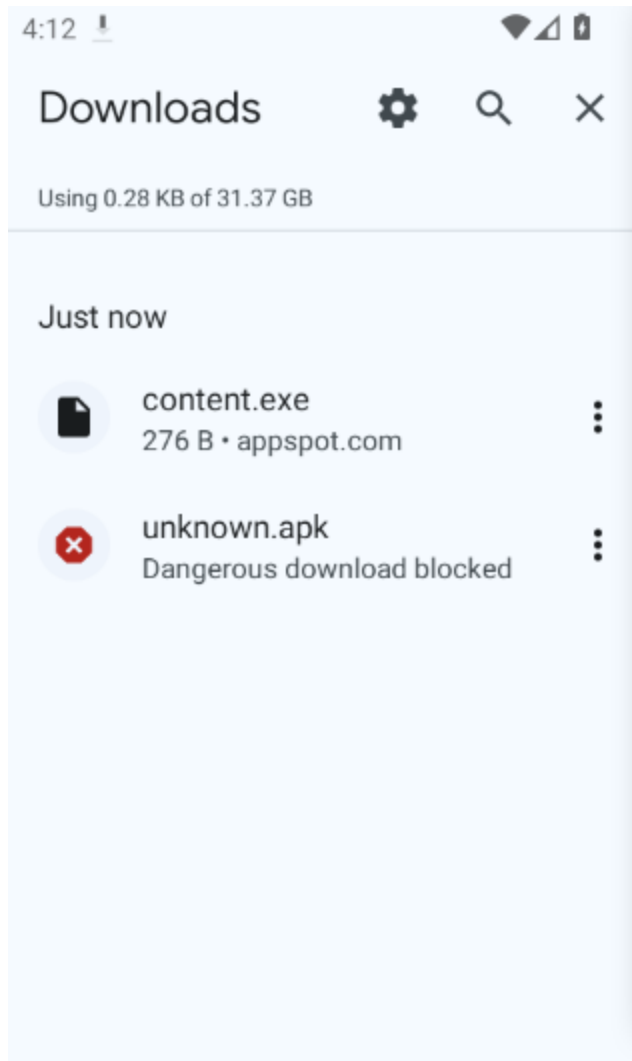 4:12
Downloads
Using 0.28 KB of 31.37 GB
Just now
content.exe
276 B • appspot.com
unknown.apk
Dangerous download blocked